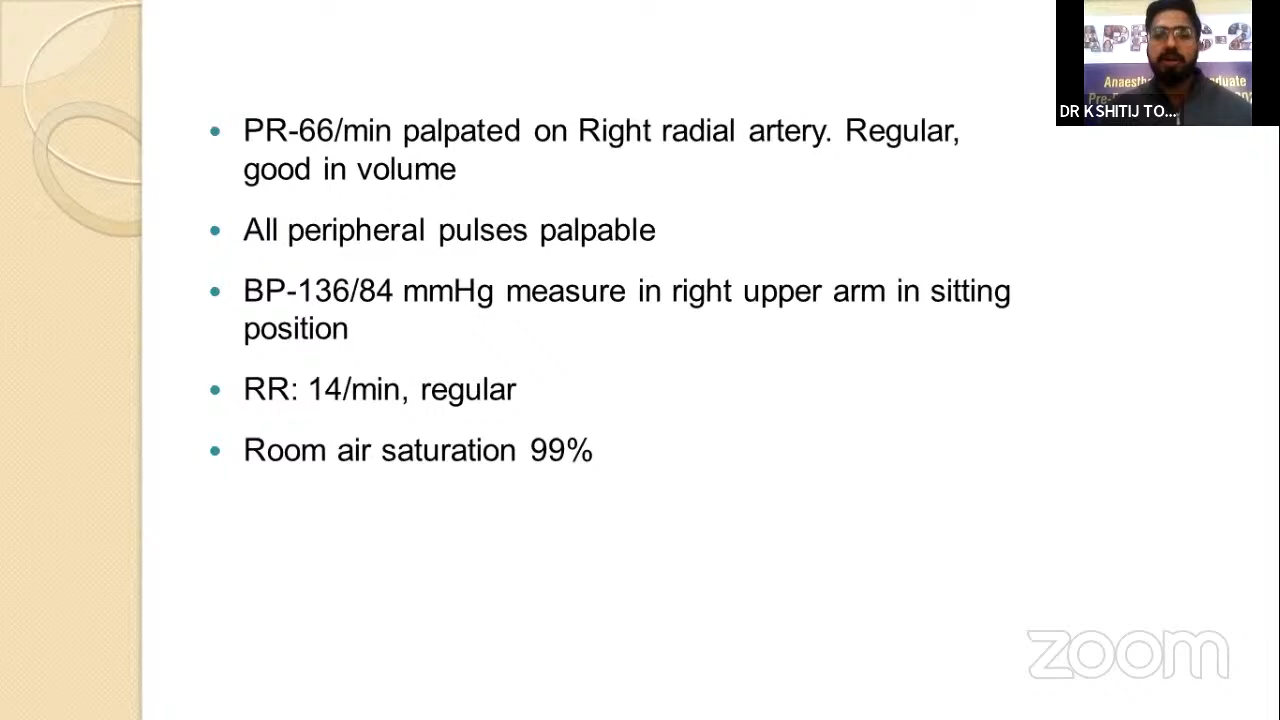 PR-66/min palpated on Right radial artery. Regular,
good in volume
All peripheral pulses palpable
BP-136/84 mmHg measure in right upper arm in sitting
position
RR: 14/min, regular
Room air saturation 99%
DR KSHITIJ TO...
zoom